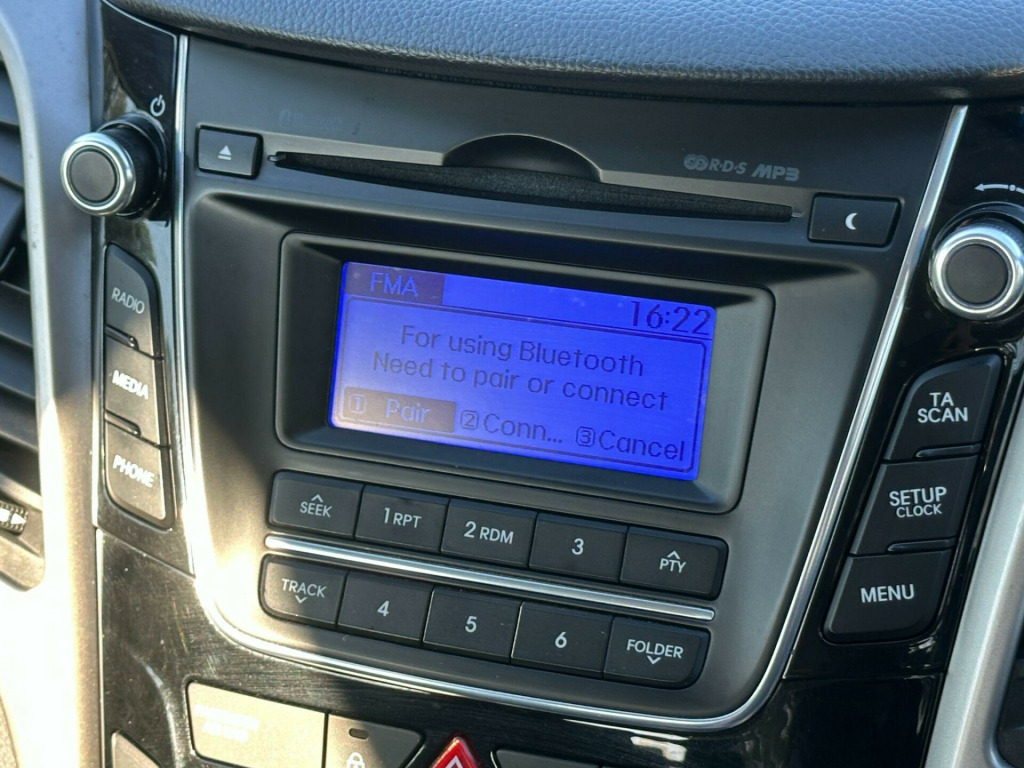 R·D·S MP3
FMA
16:22
For using Bluetooth
Need to pair or connect
1 Pair 2 Conn... 3 Cancel
RADIO
MEDIA
PHONE
SEEK
1 RPT
2 RDM
3
PTY
TRACK
4
5
6
FOLDER
TA
SCAN
SETUP
CLOCK
MENU